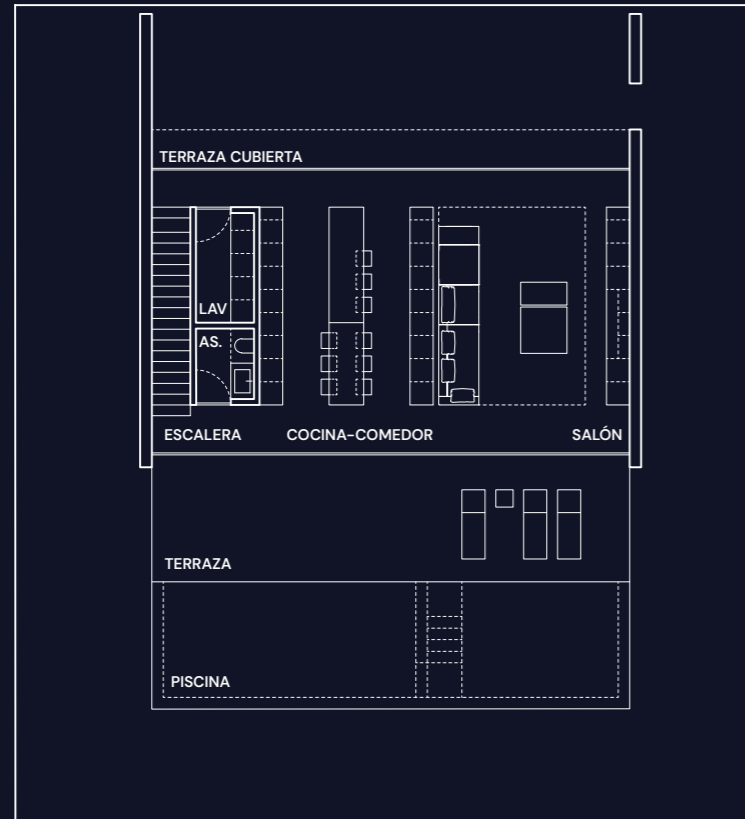 TERRAZA CUBIERTA
LAV
AS.
ESCALERA
COCINA-COMEDOR
SALÓN
TERRAZA
PISCINA